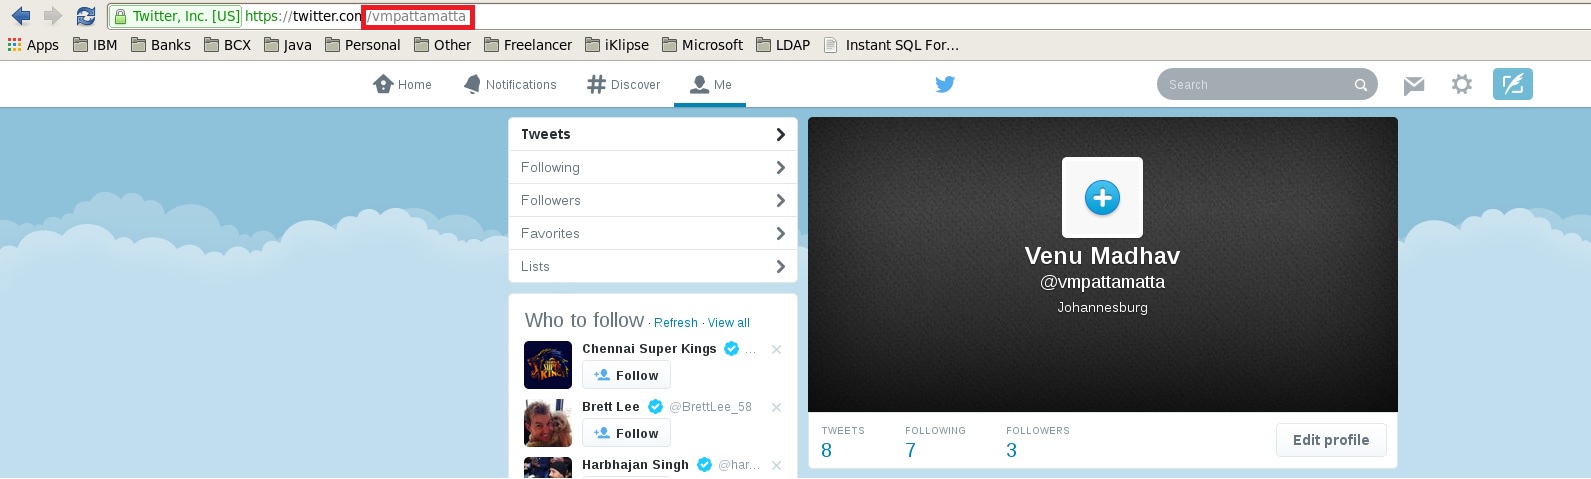 Twitter, Inc. [US] https://twitter.com/vmpattamatta
Apps IBM Banks BCX Java Personal Other Freelancer iKlipse Microsoft LDAP Instant SQL For...
Home Notifications Discover Me Search
Tweets
Following
Followers
Favorites
Lists
Who to follow · Refresh · View all
Chennai Super Kings ...
Follow
Brett Lee @BrettLee_58
Follow
Harbhajan Singh @har...
SUPER
KINGS
Venu Madhav
@vmpattamatta
Johannesburg
TWEETS FOLLOWING FOLLOWERS
8 7 3
Edit profile